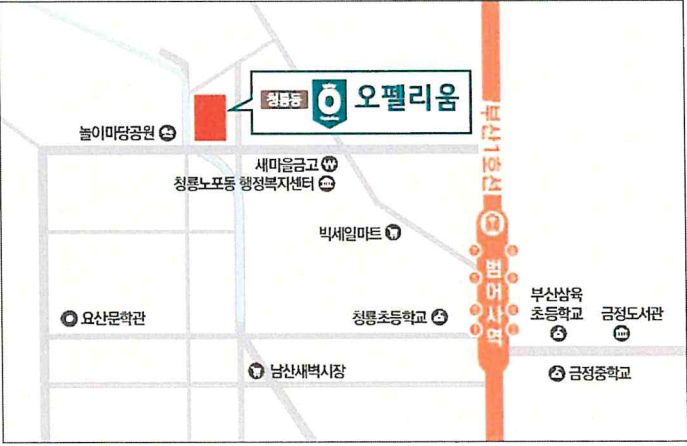 청룡동 오펠리움
놀이마당공원
새마을금고
청룡노포동 행정복지센터
부산1호선
빅세일마트
범어사역
요산문학관
청룡초등학교
부산삼육
초등학교
금정도서관
남산새벽시장
금정중학교